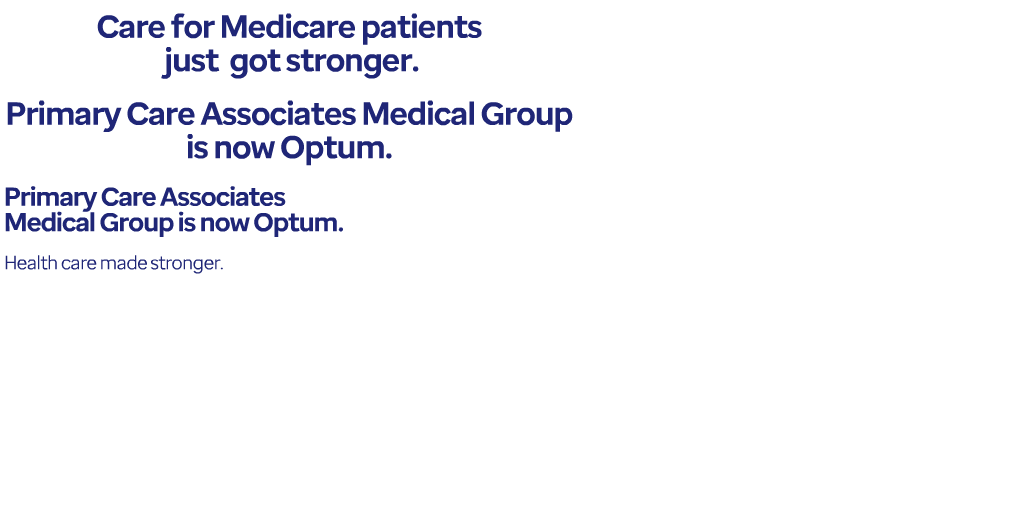 Care for Medicare patients
just got stronger.
Primary Care Associates Medical Group
is now Optum.
Primary Care Associates
Medical Group is now Optum.
Health care made stronger.